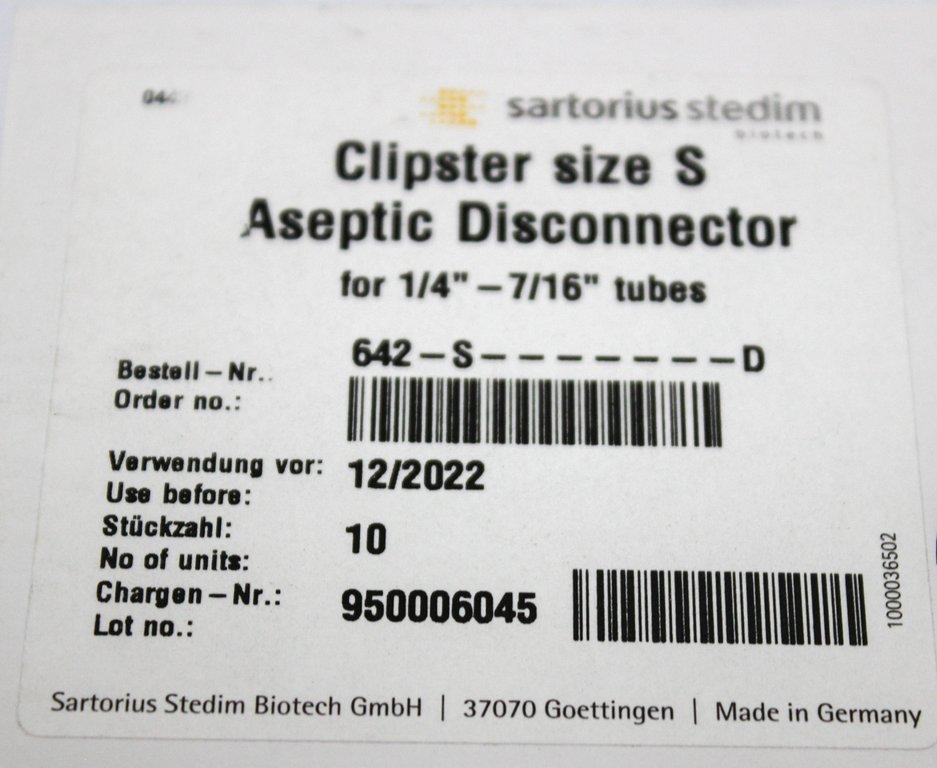 sartorius stedim
biotech
Clipster size S
Aseptic Disconnector
for 1/4" – 7/16" tubes
Bestell – Nr.:
642 – S – – – – – – – D
Order no.:
Verwendung vor:
12/2022
Use before:
Stückzahl:
10
No of units:
Chargen – Nr.:
950006045
Lot no.:
1000036502
Sartorius Stedim Biotech GmbH | 37070 Goettingen | Made in Germany